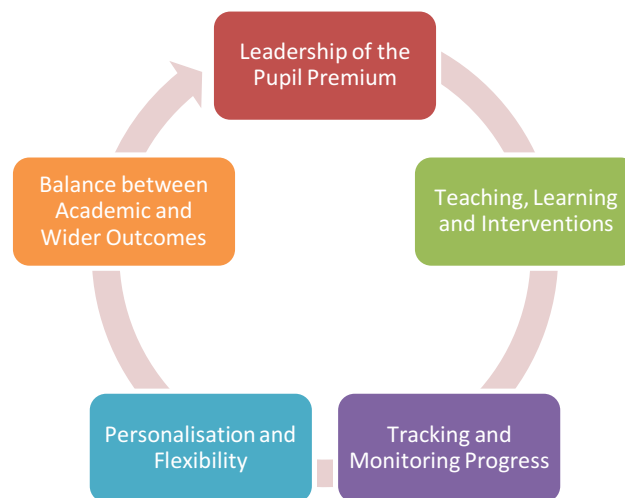 Leadership of the
Pupil Premium
Teaching, Learning
and Interventions
Tracking and
Monitoring Progress
Personalisation and
Flexibility
Balance between
Academic and
Wider Outcomes